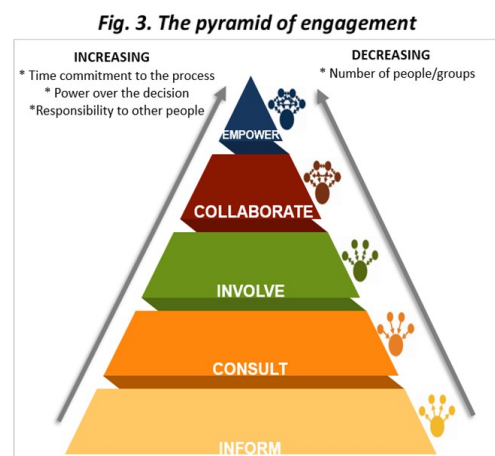 Fig. 3. The pyramid of engagement
INCREASING
* Time commitment to the process
* Power over the decision
*Responsibility to other people
DECREASING
* Number of people/groups
EMPOWER
COLLABORATE
INVOLVE
CONSULT
INFORM